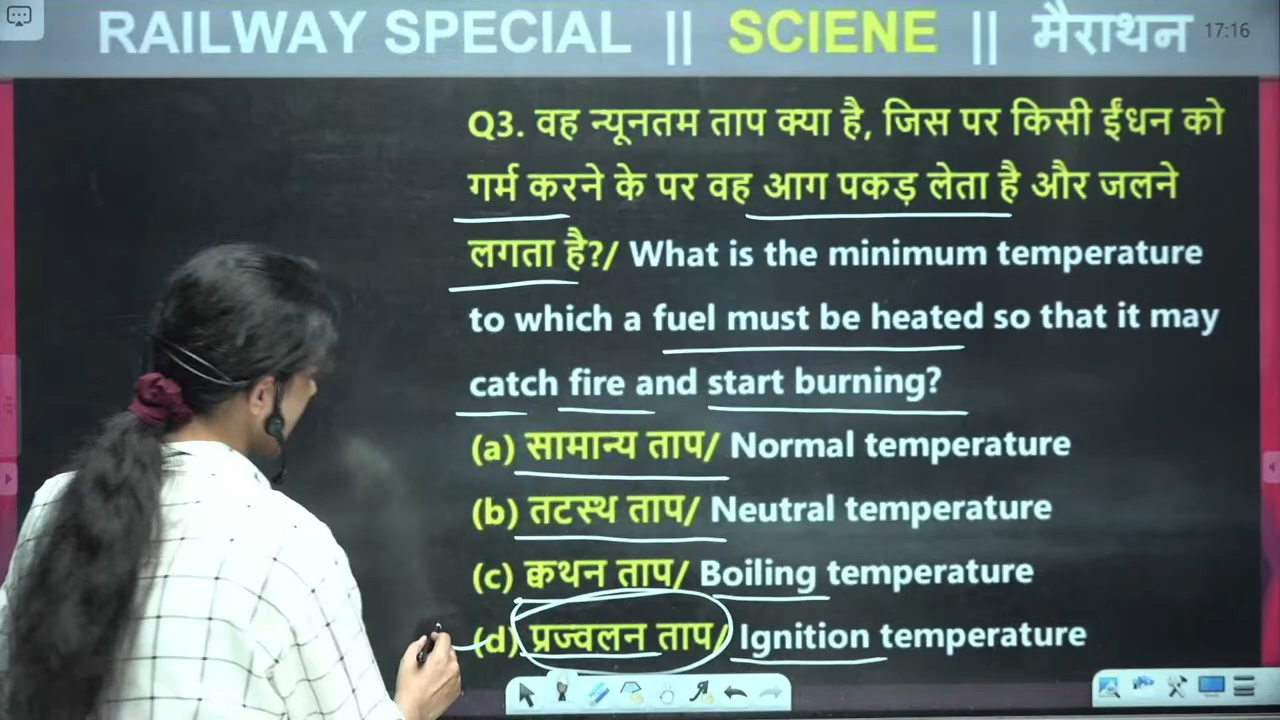 RAILWAY SPECIAL || SCIENE || मैराथन 17:16
Q3. वह न्यूनतम ताप क्या है, जिस पर किसी ईंधन को
गर्म करने के पर वह आग पकड़ लेता है और जलने
लगता है?/ What is the minimum temperature
to which a fuel must be heated so that it may
catch fire and start burning?
(a) सामान्य ताप/ Normal temperature
(b) तटस्थ ताप/ Neutral temperature
(c) क्वथन ताप/ Boiling temperature
(d) प्रज्वलन ताप/ Ignition temperature